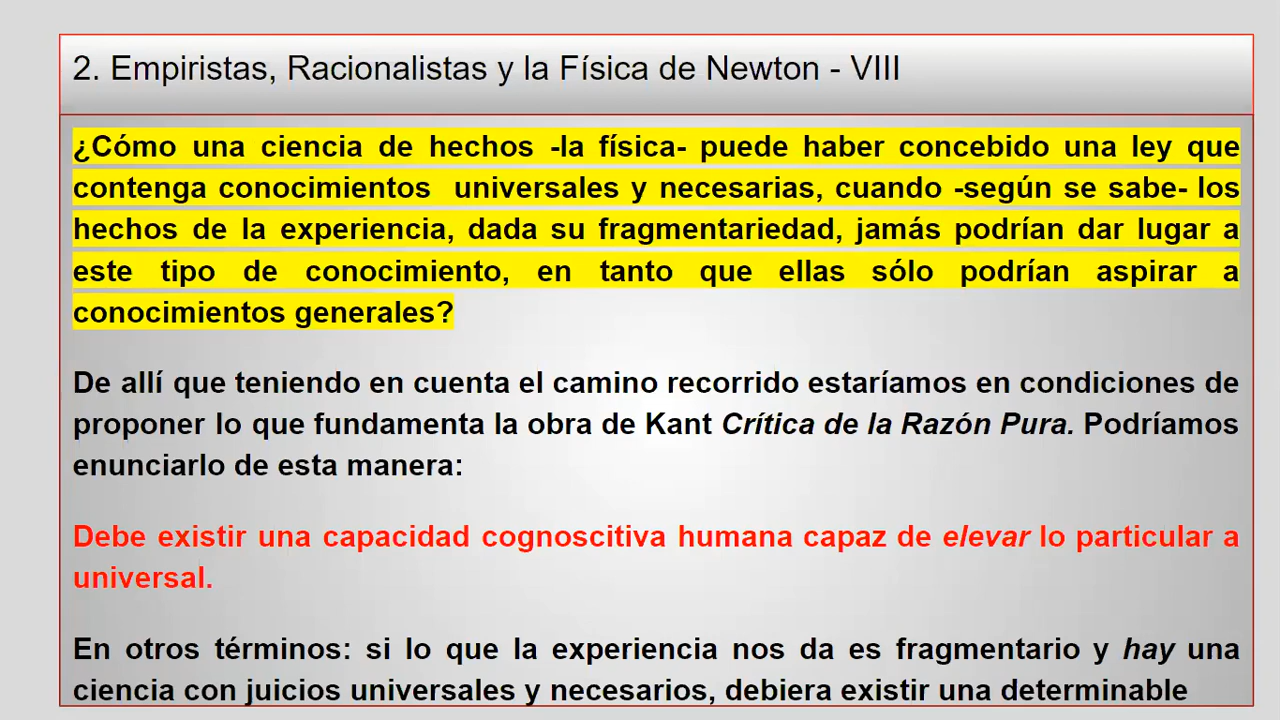 2. Empiristas, Racionalistas y la Física de Newton - VIII
¿Cómo una ciencia de hechos -la física- puede haber concebido una ley que
contenga conocimientos universales y necesarias, cuando -según se sabe- los
hechos de la experiencia, dada su fragmentariedad, jamás podrían dar lugar a
este tipo de conocimiento, en tanto que ellas sólo podrían aspirar a
conocimientos generales?
De allí que teniendo en cuenta el camino recorrido estaríamos en condiciones de
proponer lo que fundamenta la obra de Kant Crítica de la Razón Pura. Podríamos
enunciarlo de esta manera:
Debe existir una capacidad cognoscitiva humana capaz de elevar lo particular a
universal.
En otros términos: si lo que la experiencia nos da es fragmentario y hay una
ciencia con juicios universales y necesarios, debiera existir una determinable